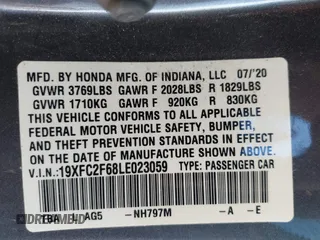 MFD. BY HONDA MFG. OF INDIANA, LLC 07/'20
GVWR 3769LBS GAWR F 2028LBS R 1829LBS
GVWR 1710KG GAWR F 920KG R 830KG
THIS VEHICLE CONFORMS TO ALL APPLICABLE
FEDERAL MOTOR VEHICLE SAFETY, BUMPER,
AND THEFT PREVENTION STANDARDS IN
EFFECT ON THE DATE OF MANUFACTURE
SHOWN ABOVE.
V.I.N.:19XFC2F68LE023059 TYPE: PASSENGER CAR
AG5 -NH797M -A -E